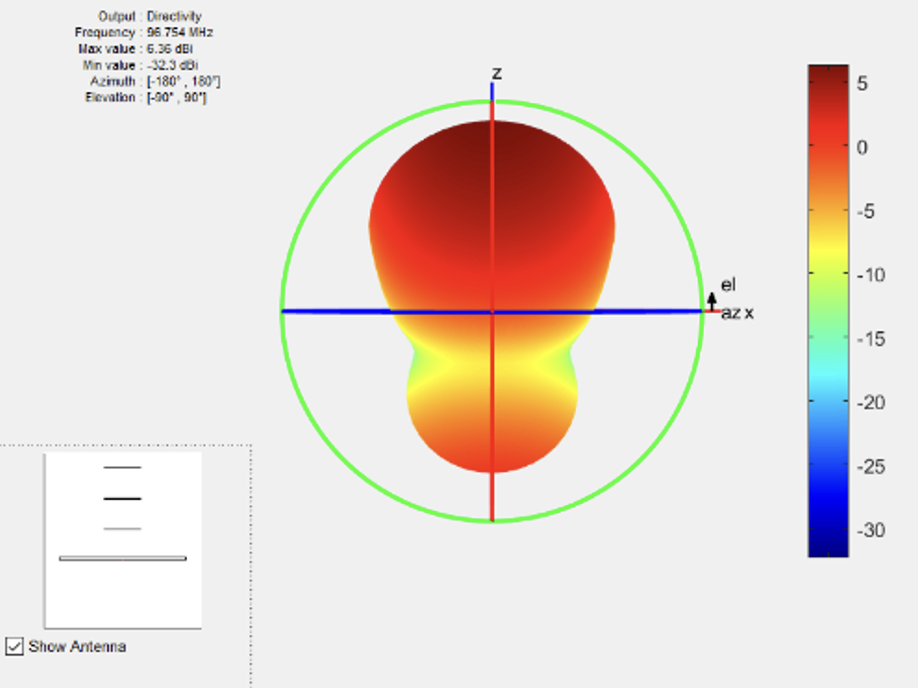 Output : Directivity
Frequency : 96.754 MHz
Max value : 6.36 dBi
Min value : -32.3 dBi
Azimuth : [-180° , 180°]
Elevation : [-90° , 90°]
z
5
0
-5
-10
-15
-20
-25
-30
el
az x
Show Antenna